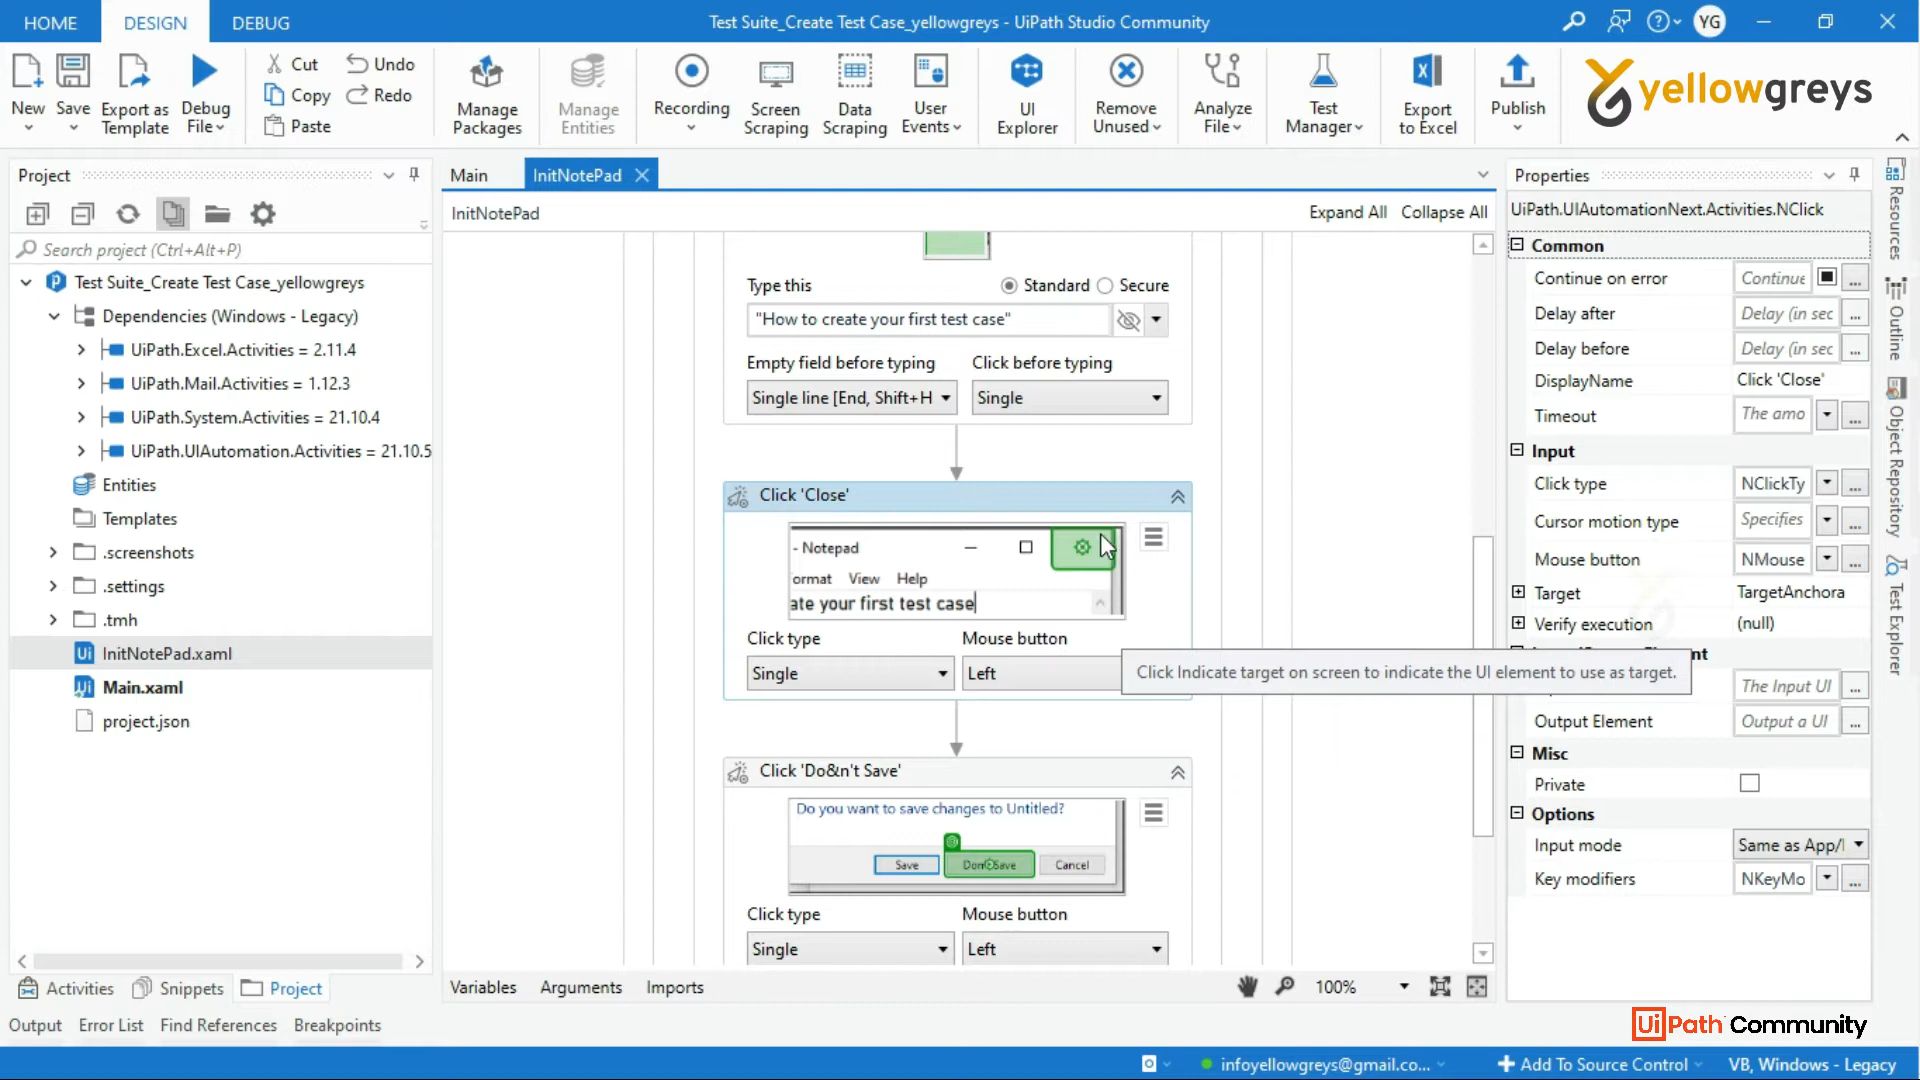 HOME
DESIGN
DEBUG
Test Suite_Create Test Case_yellowgreys - UiPath Studio Community
YG
New
Save
Export as
Template
Debug
File
Cut
Copy
Paste
Undo
Redo
Manage
Packages
Manage
Entities
Recording
Screen
Scraping
Data
Scraping
User
Events
UI
Explorer
Remove
Unused
Analyze
File
Test
Manager
Export
to Excel
Publish
yellowgreys
Project
Search project (Ctrl+Alt+P)
Test Suite_Create Test Case_yellowgreys
Dependencies (Windows - Legacy)
UiPath.Excel.Activities = 2.11.4
UiPath.Mail.Activities = 1.12.3
UiPath.System.Activities = 21.10.4
UiPath.UIAutomation.Activities = 21.10.5
Entities
Templates
.screenshots
.settings
.tmh
InitNotePad.xaml
Main.xaml
project.json
Activities
Snippets
Project
Main
InitNotePad
InitNotePad
Expand All
Collapse All
Type this
Standard
Secure
"How to create your first test case"
Empty field before typing
Click before typing
Single line [End, Shift+H
Single
Click 'Close'
- Notepad
ormat View Help
ate your first test case
Click type
Mouse button
Single
Left
Click Indicate target on screen to indicate the UI element to use as target.
Click 'Do&n't Save'
Do you want to save changes to Untitled?
Save
Cancel
Click type
Mouse button
Single
Left
Variables
Arguments
Imports
100%
Properties
UiPath.UIAutomationNext.Activities.NClick
Common
Continue on error
Continue
...
Delay after
Delay (in sec
...
Delay before
Delay (in sec
...
DisplayName
Click 'Close'
Timeout
The amo
...
Input
Click type
NClickTy
...
Cursor motion type
Specifies
...
Mouse button
NMouse
...
Target
TargetAnchora
Verify execution
(null)
The Input UI
...
Output Element
Output a UI
...
Misc
Private
Options
Input mode
Same as App/
Key modifiers
NKeyMo
...
Resources
Outline
Object Repository
Test Explorer
Output
Error List
Find References
Breakpoints
UiPath Community
infoyellowgreys@gmail.co...
Add To Source Control
VB, Windows - Legacy